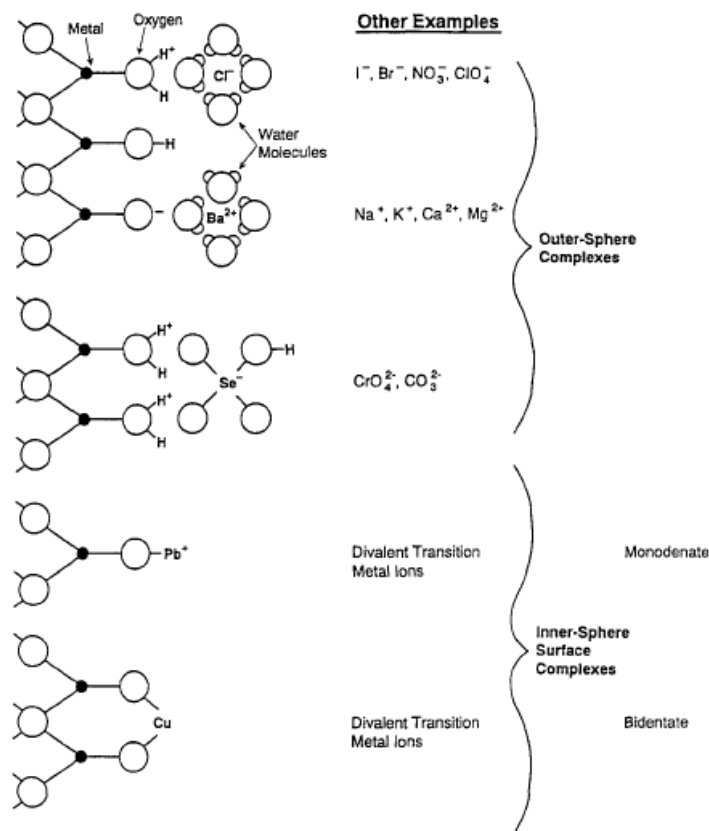 Other Examples
Metal
Oxygen
H⁺
H
Cl⁻
I⁻, Br⁻, NO₃⁻, ClO₄⁻
H
Water
Molecules
−
Ba²⁺
Na⁺, K⁺, Ca²⁺, Mg²⁺
Outer-Sphere
Complexes
H⁺
H
H⁺
H
Se⁻
H
CrO₄²⁻, CO₃²⁻
Pb⁺
Divalent Transition
Metal Ions
Monodenate
Inner-Sphere
Surface
Complexes
Cu
Divalent Transition
Metal Ions
Bidentate